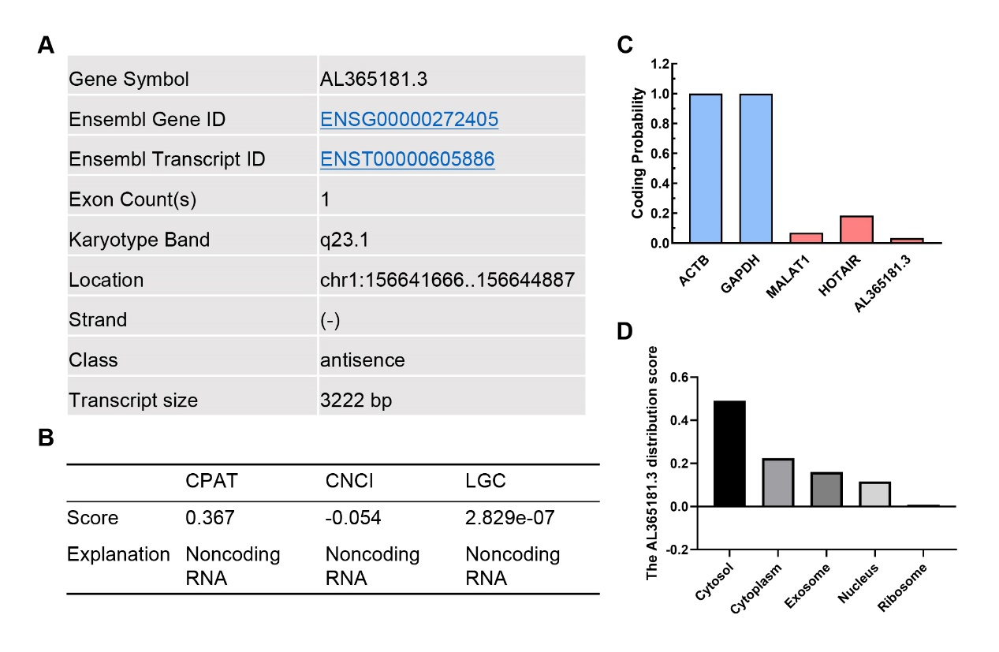 A
Gene Symbol AL365181.3
Ensembl Gene ID ENSG00000272405
Ensembl Transcript ID ENST00000605886
Exon Count(s) 1
Karyotype Band q23.1
Location chr1:156641666..156644887
Strand (-)
Class antisence
Transcript size 3222 bp
B
CPAT CNCI LGC
Score 0.367 -0.054 2.829e-07
Explanation Noncoding RNA Noncoding RNA Noncoding RNA
C
Coding Probability
1.2
1.0
0.8
0.6
0.4
0.2
0.0
ACTB
GAPDH
MALAT1
HOTAIR
AL365181.3
D
The AL365181.3 distribution score
0.6
0.4
0.2
0.0
-0.2
Cytosol
Cytoplasm
Exosome
Nucleus
Ribosome